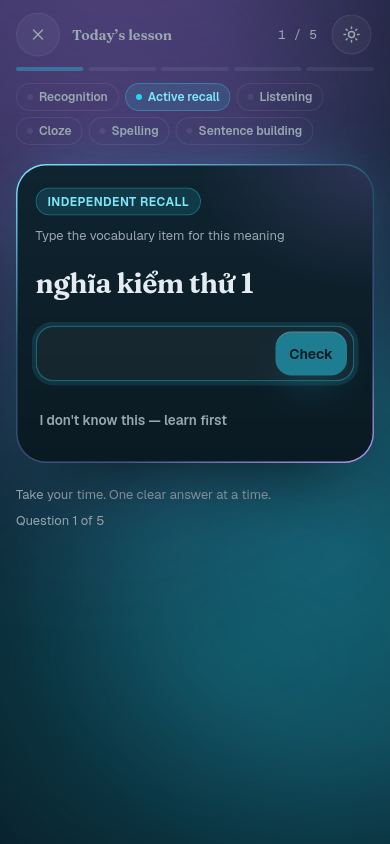 Today's lesson
1 / 5
Recognition
Active recall
Listening
Cloze
Spelling
Sentence building
INDEPENDENT RECALL
Type the vocabulary item for this meaning
nghĩa kiểm thử 1
Check
I don't know this — learn first
Take your time. One clear answer at a time.
Question 1 of 5